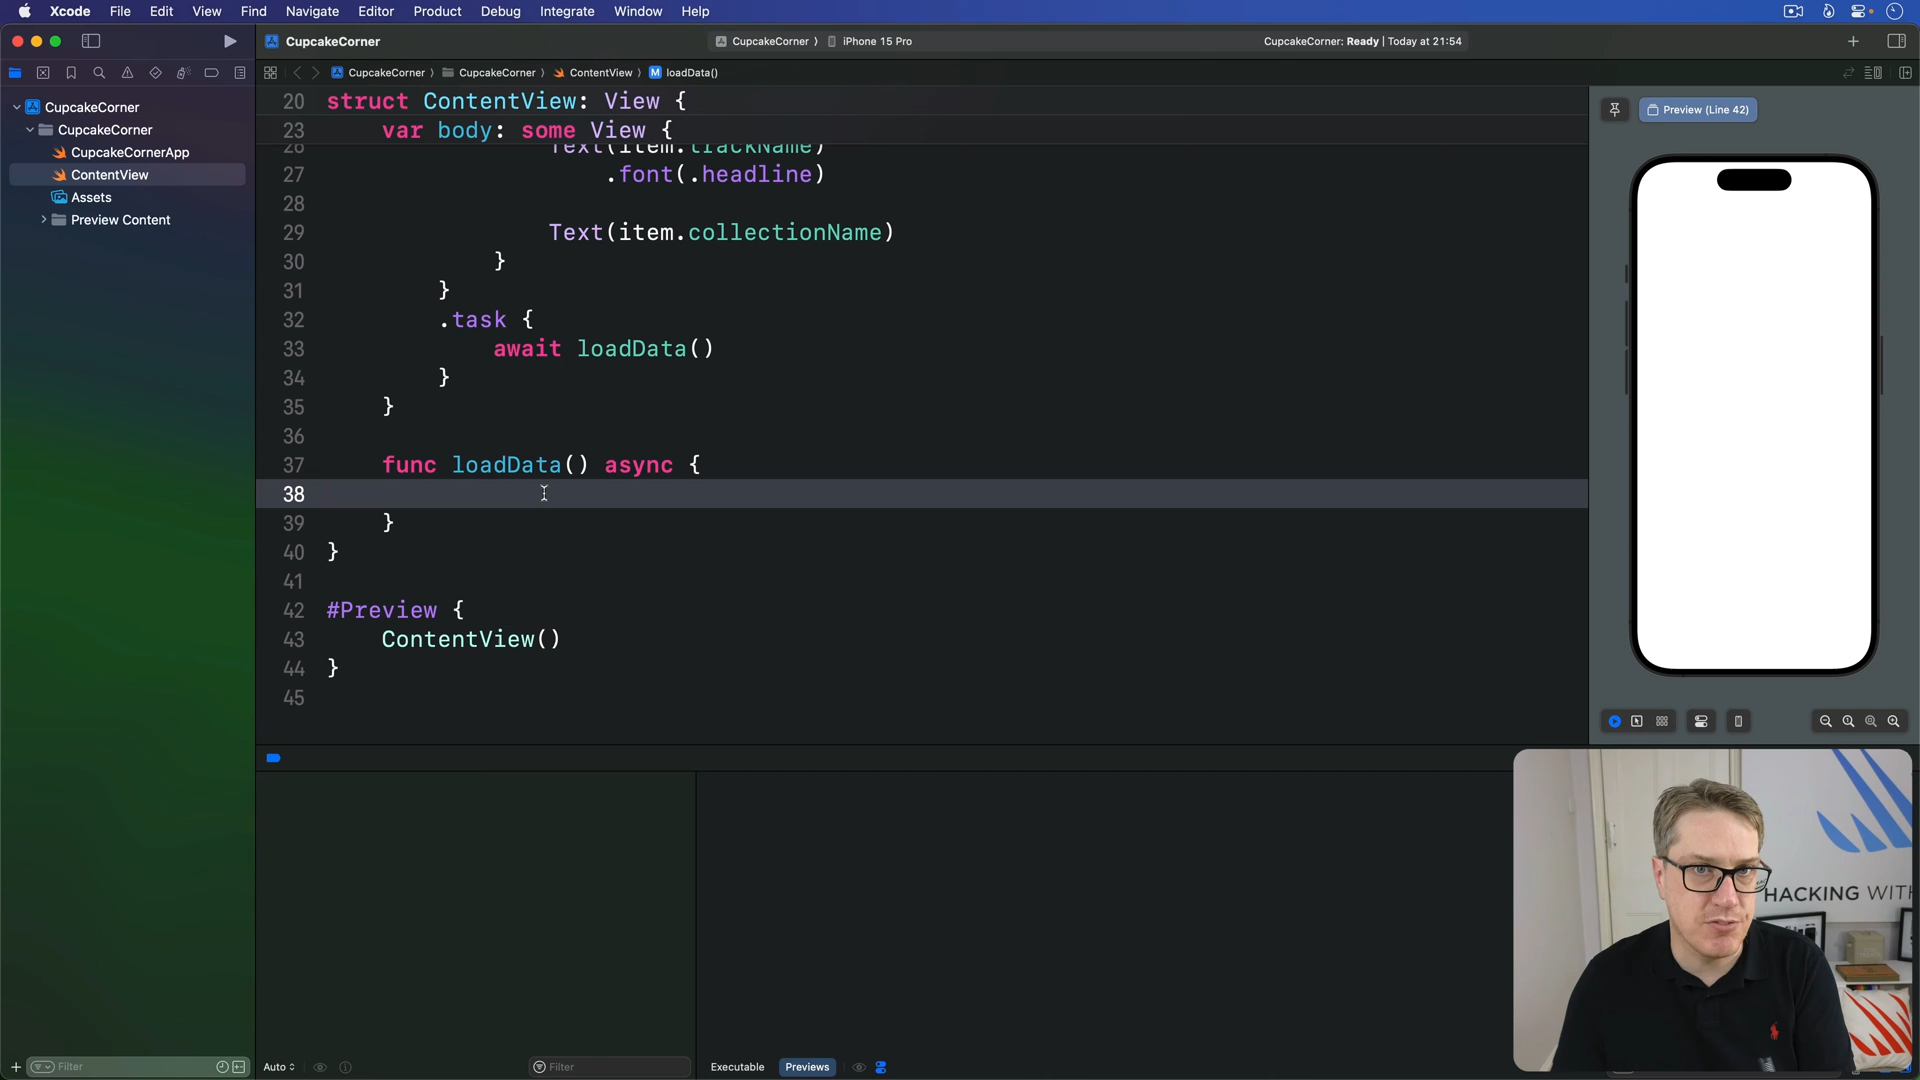 Xcode File Edit View Find Navigate Editor Product Debug Integrate Window Help
CupcakeCorner
CupcakeCorner 〉 iPhone 15 Pro
CupcakeCorner: Ready | Today at 21:54
CupcakeCorner 〉 CupcakeCorner 〉 ContentView 〉 M loadData()
CupcakeCorner
CupcakeCorner
CupcakeCornerApp
ContentView
Assets
Preview Content
20 struct ContentView: View {
23 var body: some View {
26 Text(item.trackName)
27 .font(.headline)
28
29 Text(item.collectionName)
30 }
31 }
32 .task {
33 await loadData()
34 }
35 }
36
37 func loadData() async {
38
39 }
40 }
41
42 #Preview {
43 ContentView()
44 }
45
Preview (Line 42)
HACKING WITH
Filter
Auto
Filter
Executable Previews